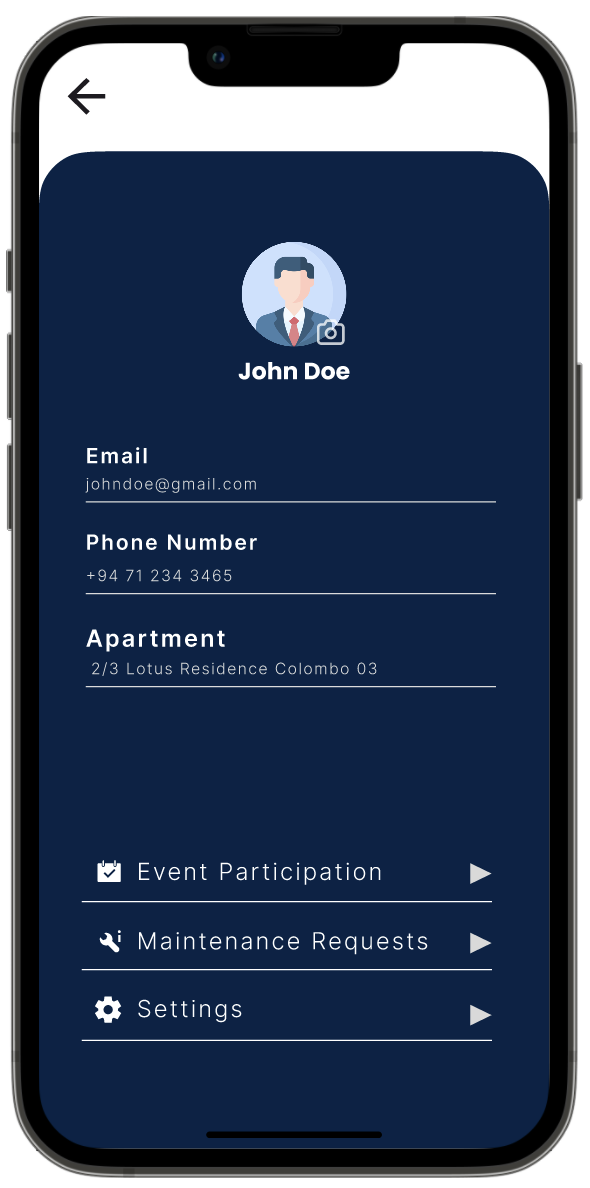 John Doe
Email
johndoe@gmail.com
Phone Number
+94 71 234 3465
Apartment
2/3 Lotus Residence Colombo 03
Event Participation
Maintenance Requests
Settings